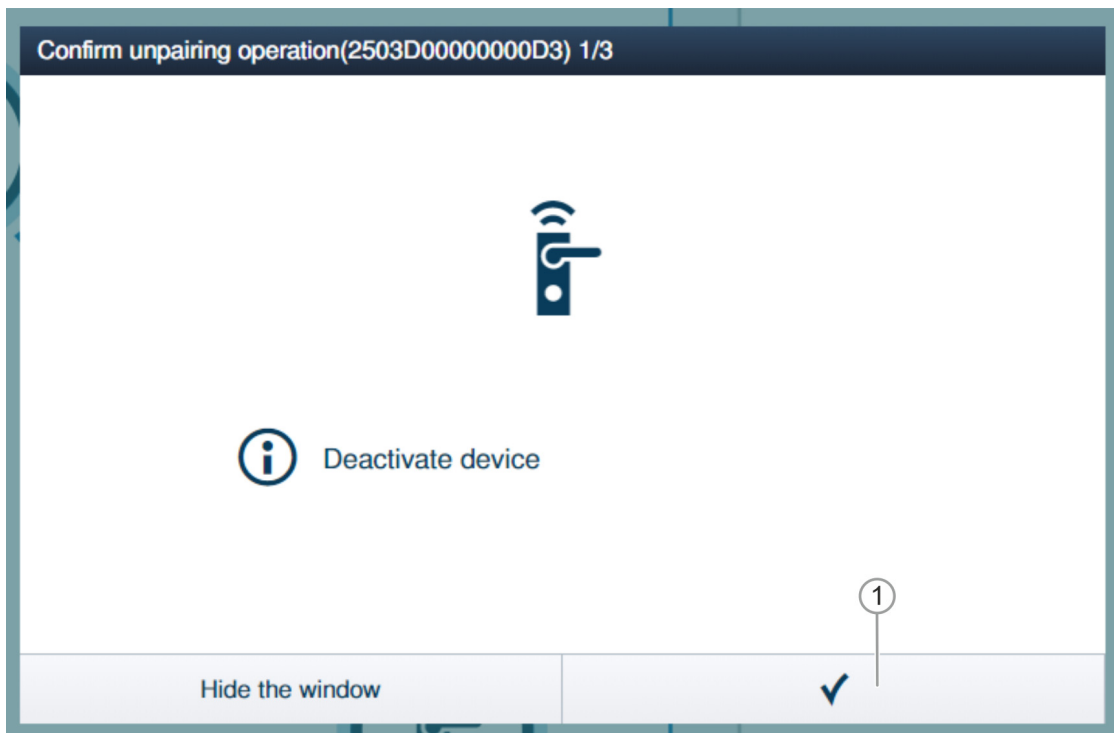 Confirm unpairing operation(2503D00000000D3) 1/3
Deactivate device
1
Hide the window